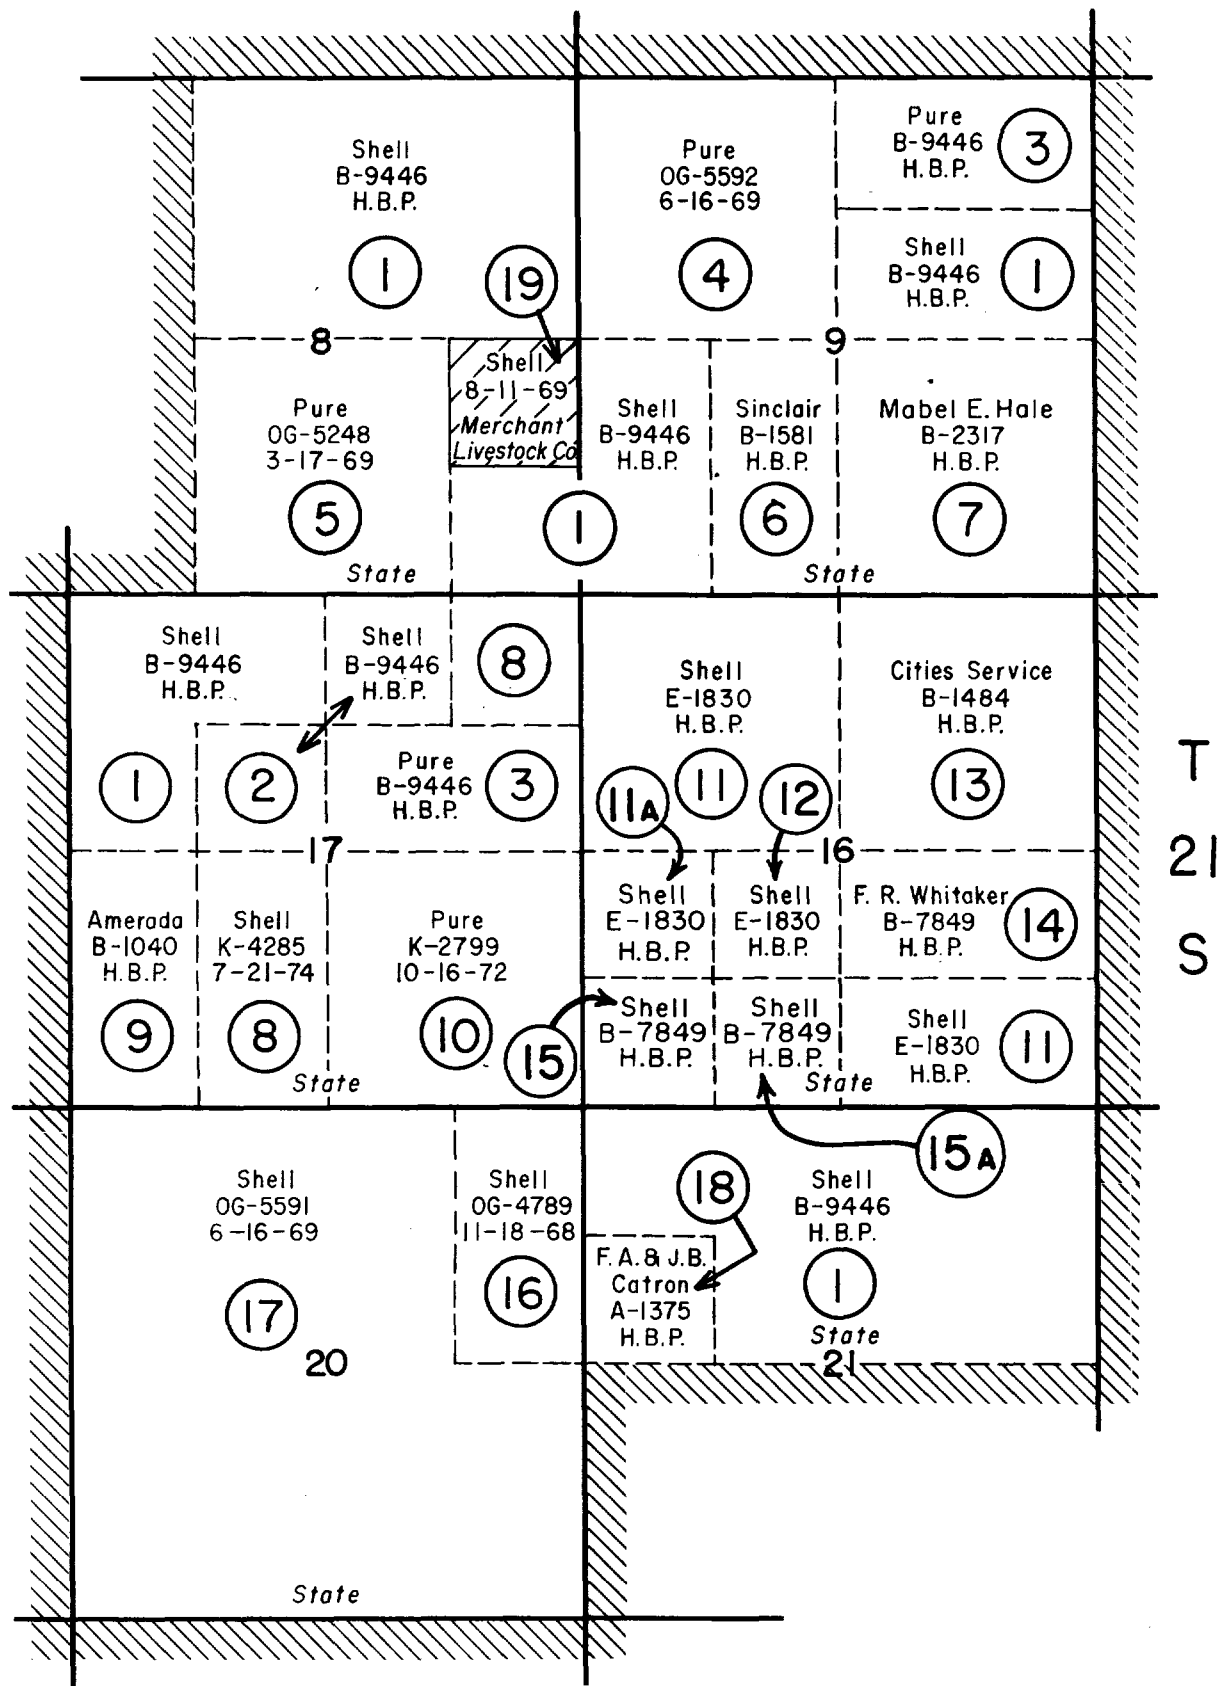 Shell
B-9446
H.B.P.
1
19
Pure
OG-5592
6-16-69
4
Pure
B-9446
H.B.P.
3
Shell
B-9446
H.B.P.
1
8
9
Pure
OG-5248
3-17-69
5
State
Shell
8-11-69
Merchant
Livestock Co
Shell
B-9446
H.B.P.
1
Sinclair
B-1581
H.B.P.
6
Mabel E. Hale
B-2317
H.B.P.
7
State
Shell
B-9446
H.B.P.
1
Shell
B-9446
H.B.P.
2
8
Pure
B-9446
H.B.P.
3
17
Shell
E-1830
H.B.P.
11
11A
12
Cities Service
B-1484
H.B.P.
13
16
T
21
S
Amerada
B-1040
H.B.P.
9
Shell
K-4285
7-21-74
8
Pure
K-2799
10-16-72
10
State
Shell
E-1830
H.B.P.
Shell
E-1830
H.B.P.
F. R. Whitaker
B-7849
H.B.P.
14
15
Shell
B-7849
H.B.P.
Shell
B-7849
H.B.P.
State
Shell
E-1830
H.B.P.
11
15A
Shell
OG-5591
6-16-69
17
20
State
Shell
OG-4789
11-18-68
16
18
F. A. & J. B.
Catron
A-1375
H.B.P.
Shell
B-9446
H.B.P.
1
State
21